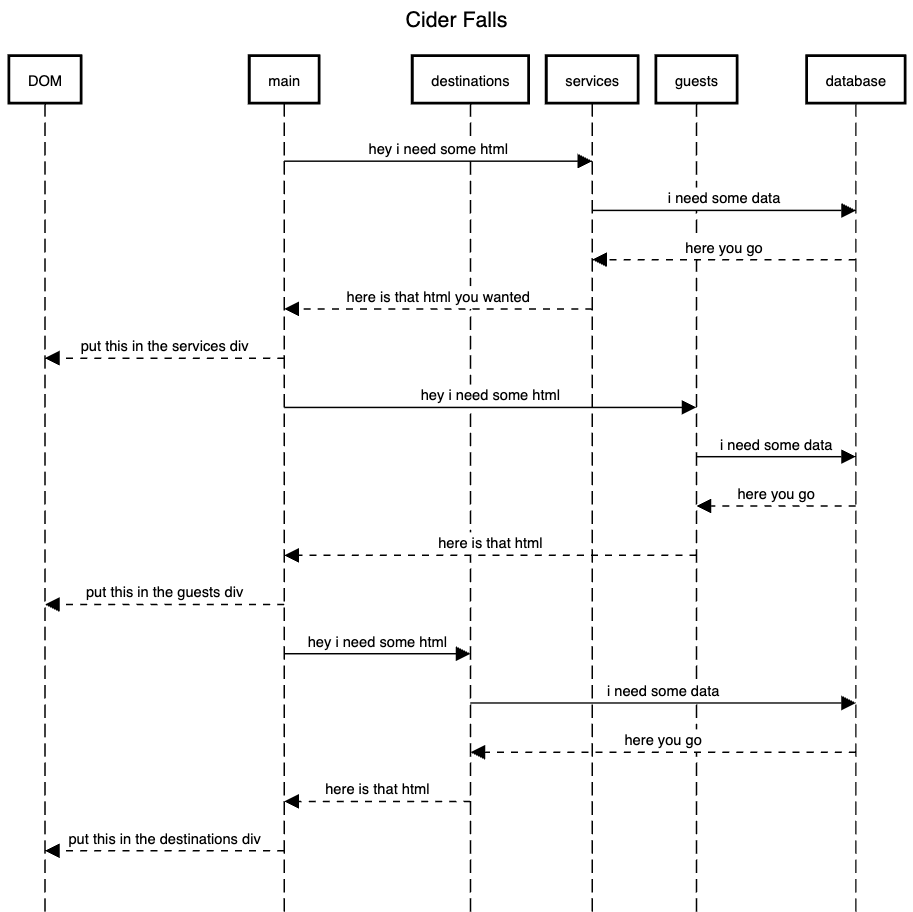 Cider Falls
DOM
main
destinations
services
guests
database
hey i need some html
i need some data
here you go
here is that html you wanted
put this in the services div
hey i need some html
i need some data
here you go
here is that html
put this in the guests div
hey i need some html
i need some data
here you go
here is that html
put this in the destinations div